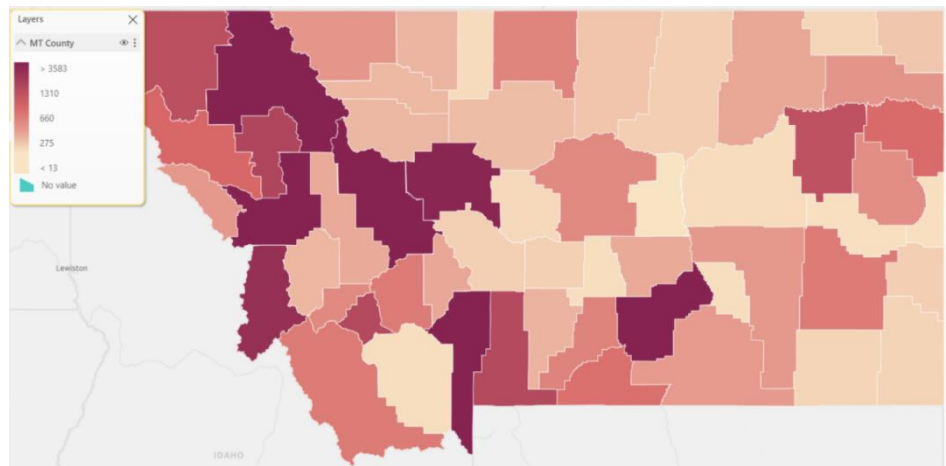 Layers
MT County
> 3583
1310
660
275
< 13
No value
Lewiston
IDAHO